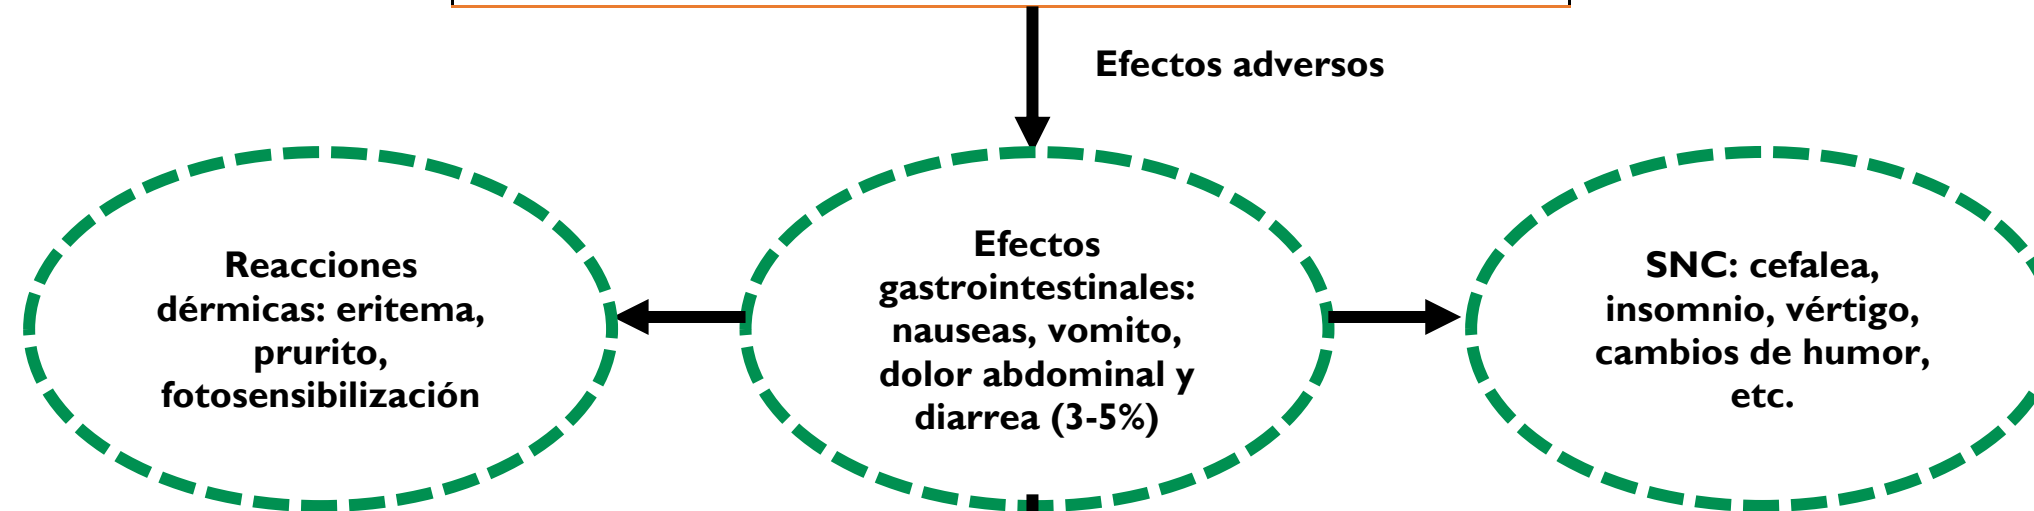 Efectos adversos
Reacciones
dérmicas: eritema,
prurito,
fotosensibilización
Efectos
gastrointestinales:
nauseas, vomito,
dolor abdominal y
diarrea (3-5%)
SNC: cefalea,
insomnio, vértigo,
cambios de humor,
etc.